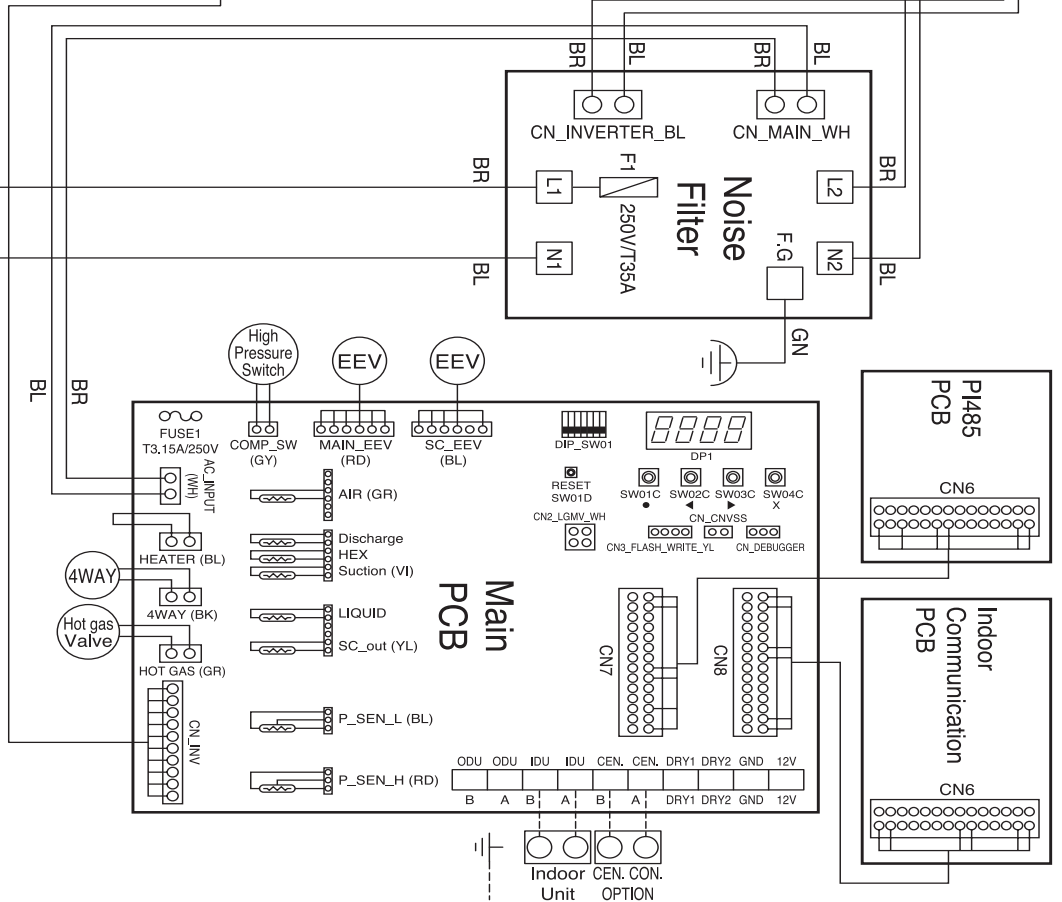 BR
BL
BR
BL
CN_INVERTER_BL
CN_MAIN_WH
BR
L1
F1
250V/T35A
Noise
Filter
L2
BR
BL
N1
F.G
N2
BL
GN
BL
BR
High
Pressure
Switch
EEV
EEV
FUSE1
T3.15A/250V
COMP_SW
(GY)
MAIN_EEV
(RD)
SC_EEV
(BL)
DIP_SW01
DP1
AC_INPUT
(WH)
AIR (GR)
RESET
SW01D
SW01C
SW02C
SW03C
SW04C
●
◀
▶
X
CN2_LGMV_WH
CN_CNVSS
CN3_FLASH_WRITE_YL
CN_DEBUGGER
HEATER (BL)
Discharge
HEX
Suction (VI)
4WAY
4WAY (BK)
LIQUID
SC_out (YL)
Main
PCB
Hot gas
Valve
HOT GAS (GR)
CN_INV
P_SEN_L (BL)
P_SEN_H (RD)
CN7
CN8
ODU ODU IDU IDU CEN. CEN. DRY1 DRY2 GND 12V
B A B A B A DRY1 DRY2 GND 12V
Indoor
Unit
CEN. CON.
OPTION
PI485
PCB
CN6
Indoor
Communication
PCB
CN6